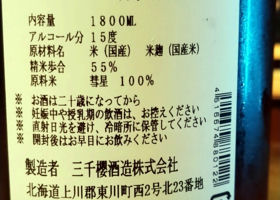 内容量 1800ML
アルコール分 15度
原材料名 米(国産) 米麹(国産米)
精米歩合 55%
原料米 彗星 100%
※ お酒は二十歳になってから
※ 妊娠中や授乳期の飲酒は、お控えください
※ 直射日光を避け、冷暗所に保管してください
※ 開封後はお早目にお飲みください
製造者 三千櫻酒造株式会社
北海道上川郡東川町西2号北23番地
4 916674 480122